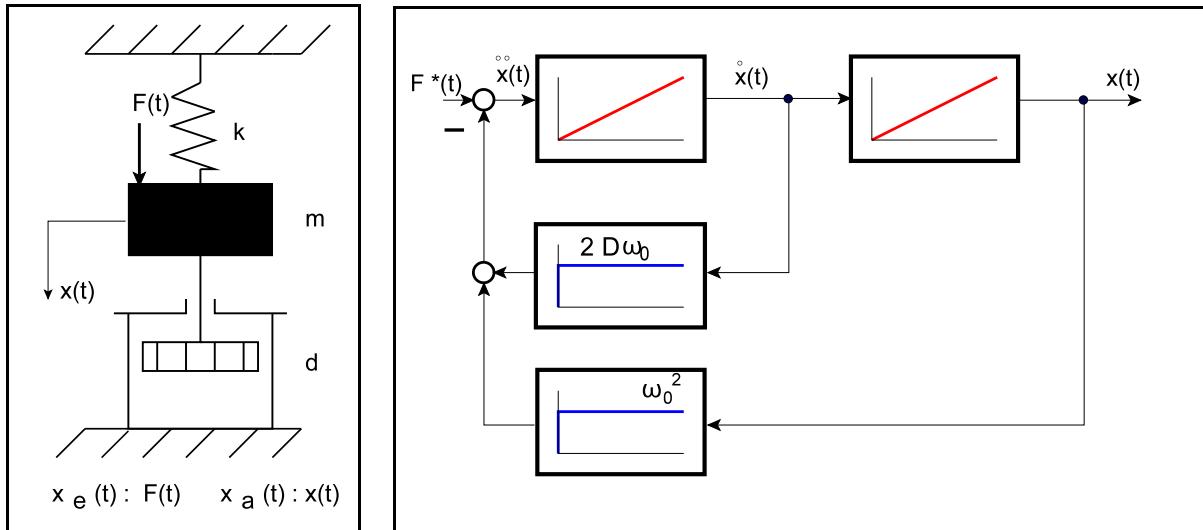 F(t)
k
m
x(t)
d
x e (t) : F(t) x a (t) : x(t)
F *(t)
ẍ(t)
ẋ(t)
x(t)
−
2 Dω₀
ω₀²